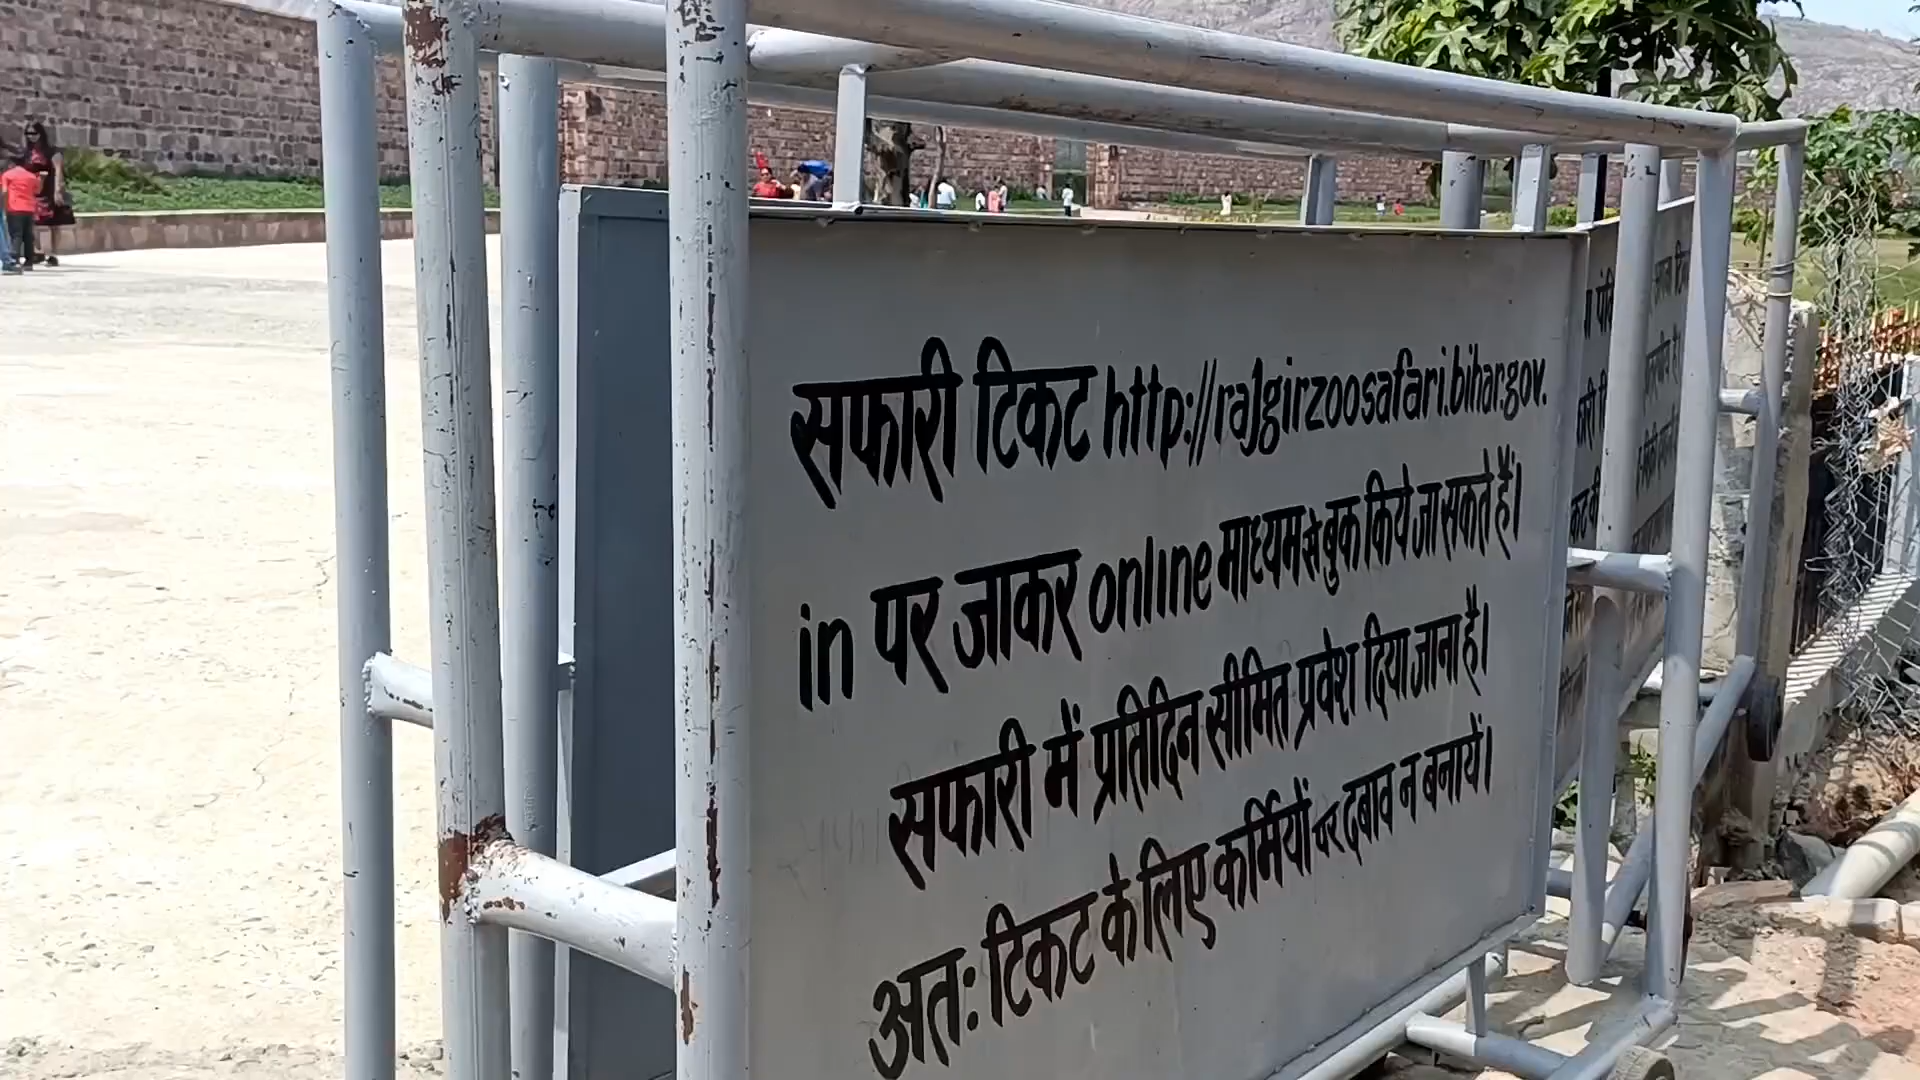 सफारी टिकट http://rajgirzoosafari.bihar.gov.
in पर जाकर online माध्यम से बुक किये जा सकते हैं।
सफारी में प्रतिदिन सीमित प्रवेश दिया जाना है।
अतः टिकट के लिए कर्मियों पर दबाव न बनायें।